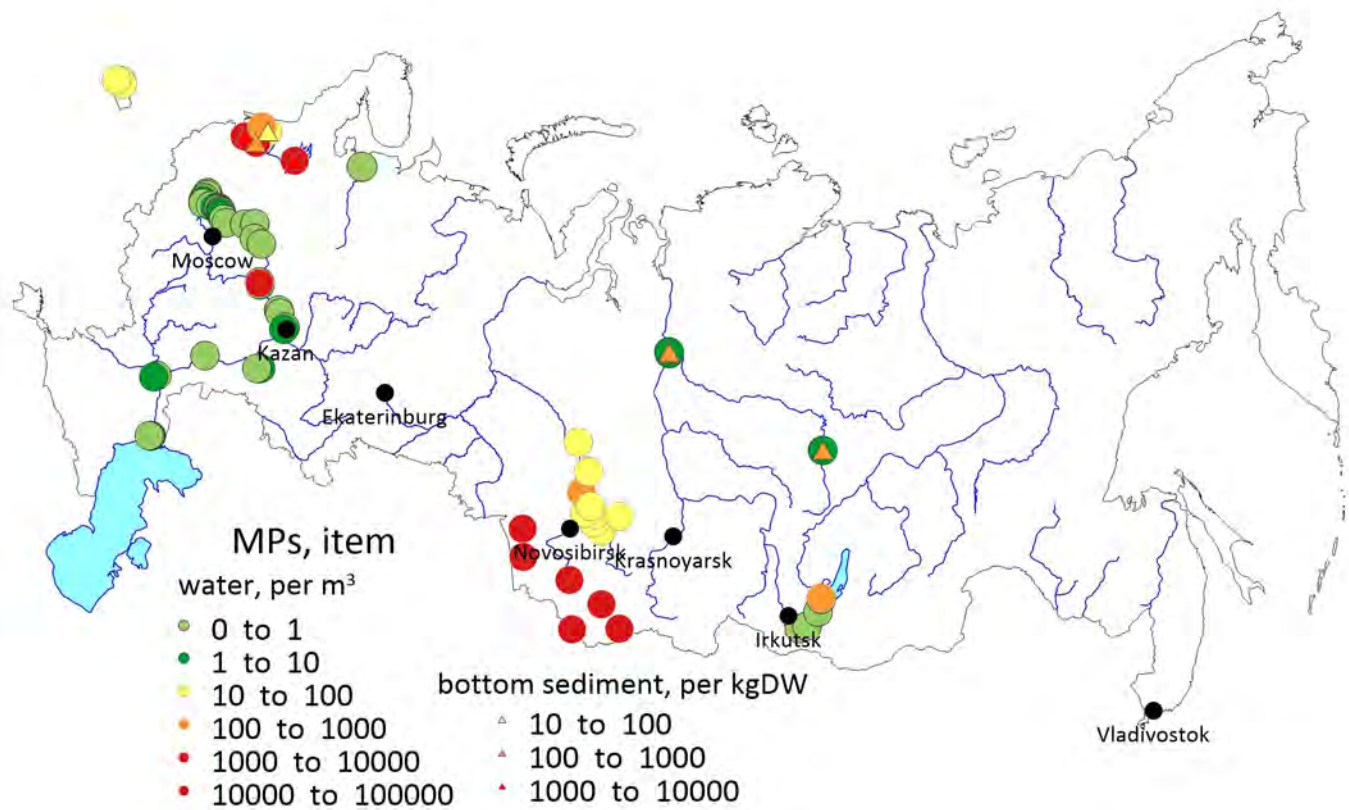 Moscow
Kazan
Ekaterinburg
Novosibirsk
Krasnoyarsk
Irkutsk
Vladivostok
MPs, item
water, per m³
0 to 1
1 to 10
10 to 100
100 to 1000
1000 to 10000
10000 to 100000
bottom sediment, per kgDW
10 to 100
100 to 1000
1000 to 10000